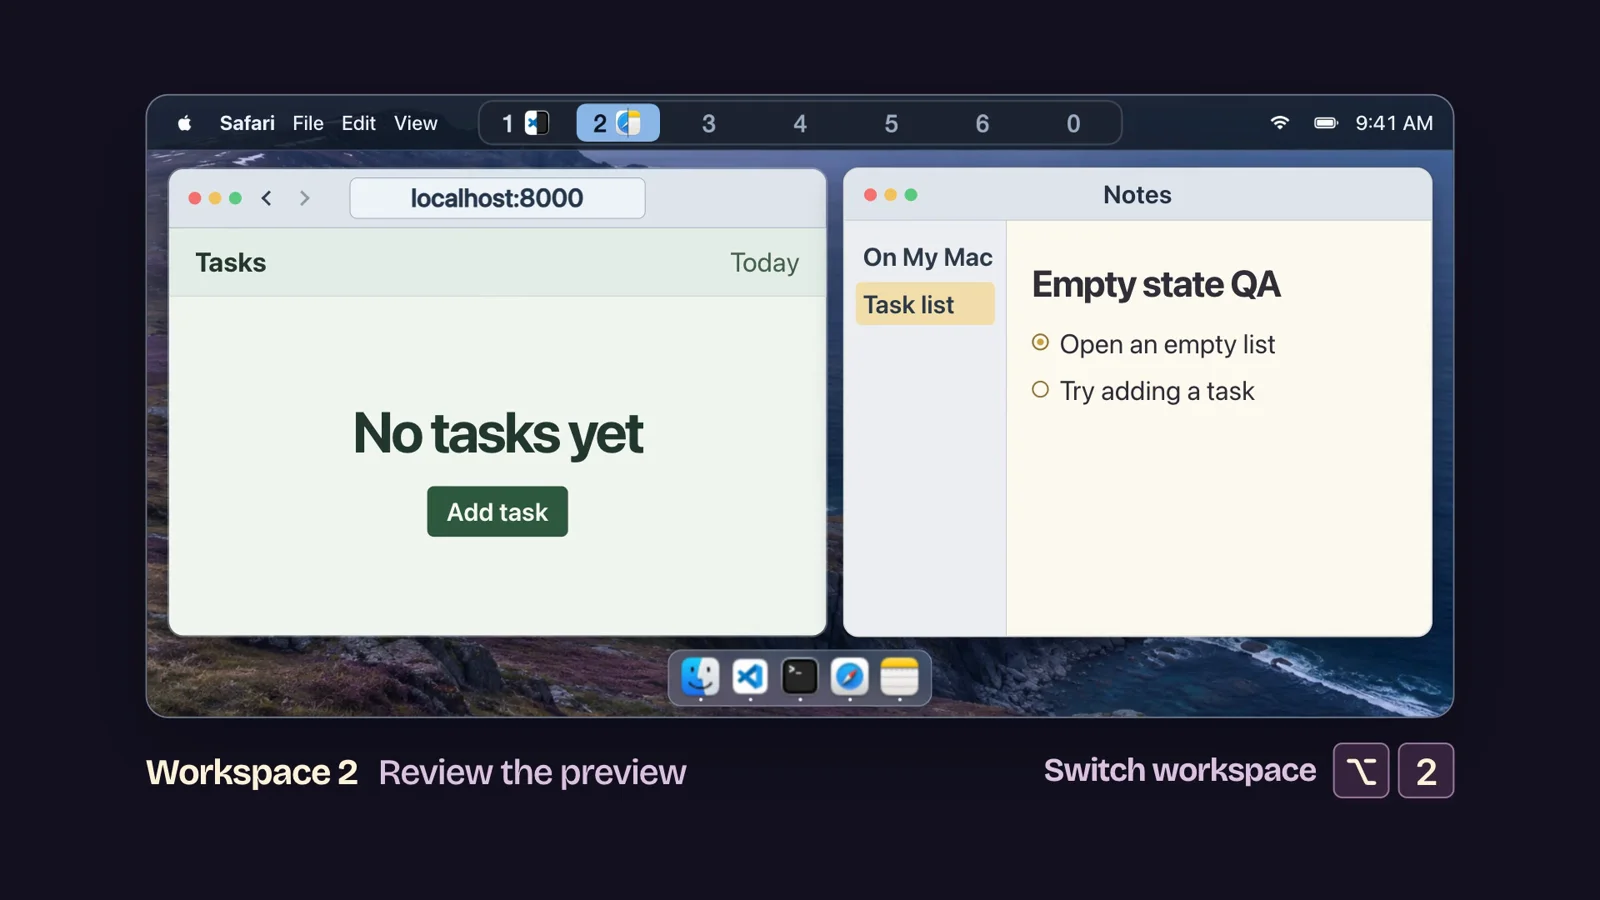 Safari File Edit View
1 2 3 4 5 6 0
9:41 AM
localhost:8000
Tasks
Today
No tasks yet
Add task
Notes
On My Mac
Task list
Empty state QA
Open an empty list
Try adding a task
>_
Workspace 2 Review the preview
Switch workspace ⌥ 2